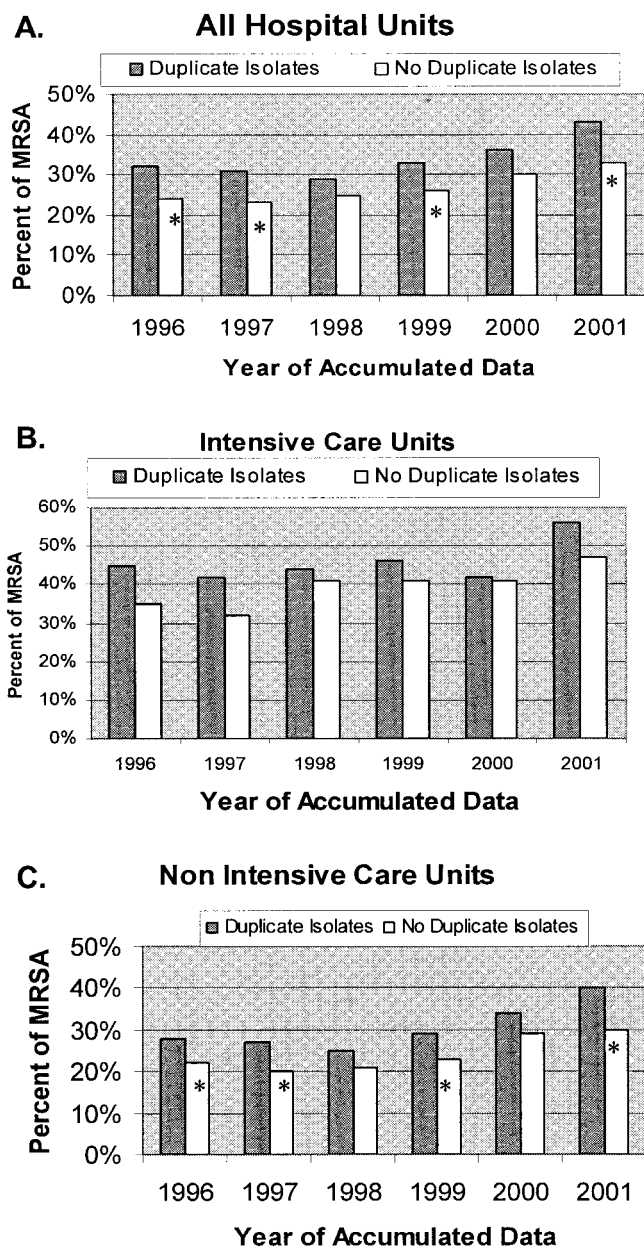 A. All Hospital Units
Duplicate Isolates No Duplicate Isolates
Percent of MRSA
50%
40%
30%
20%
10%
0%
* * * *
1996 1997 1998 1999 2000 2001
Year of Accumulated Data
B. Intensive Care Units
Duplicate Isolates No Duplicate Isolates
Percent of MRSA
60%
50%
40%
30%
20%
10%
0%
1996 1997 1998 1999 2000 2001
Year of Accumulated Data
C. Non Intensive Care Units
Duplicate Isolates No Duplicate Isolates
Percent of MRSA
50%
40%
30%
20%
10%
0%
* * * *
1996 1997 1998 1999 2000 2001
Year of Accumulated Data